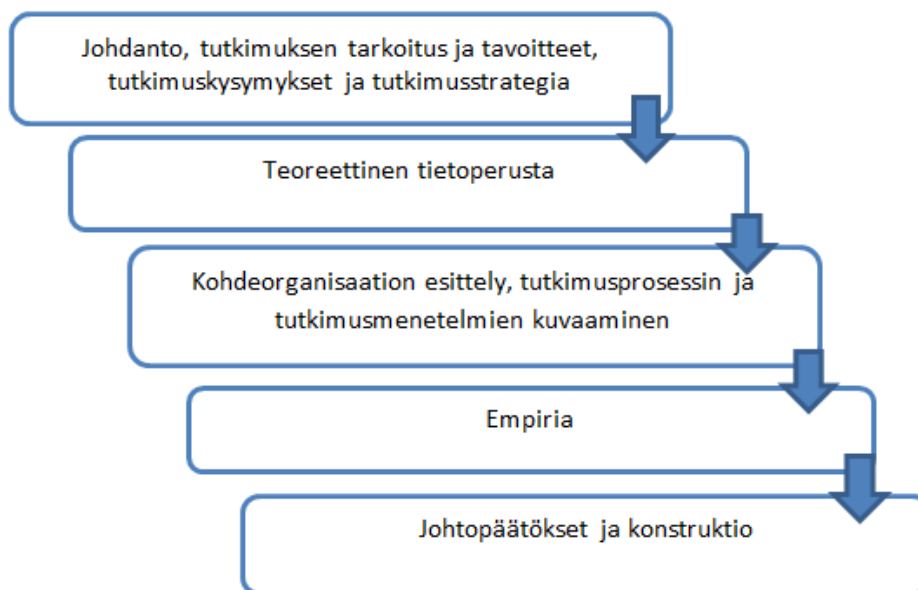 Johdanto, tutkimuksen tarkoitus ja tavoitteet,
tutkimuskysymykset ja tutkimusstrategia
Teoreettinen tietoperusta
Kohdeorganisaation esittely, tutkimusprosessin ja
tutkimusmenetelmien kuvaaminen
Empiria
Johtopäätökset ja konstruktio